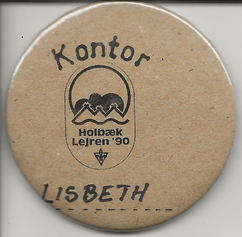 Kontor
Holbæk
Lejren '90
LISBETH